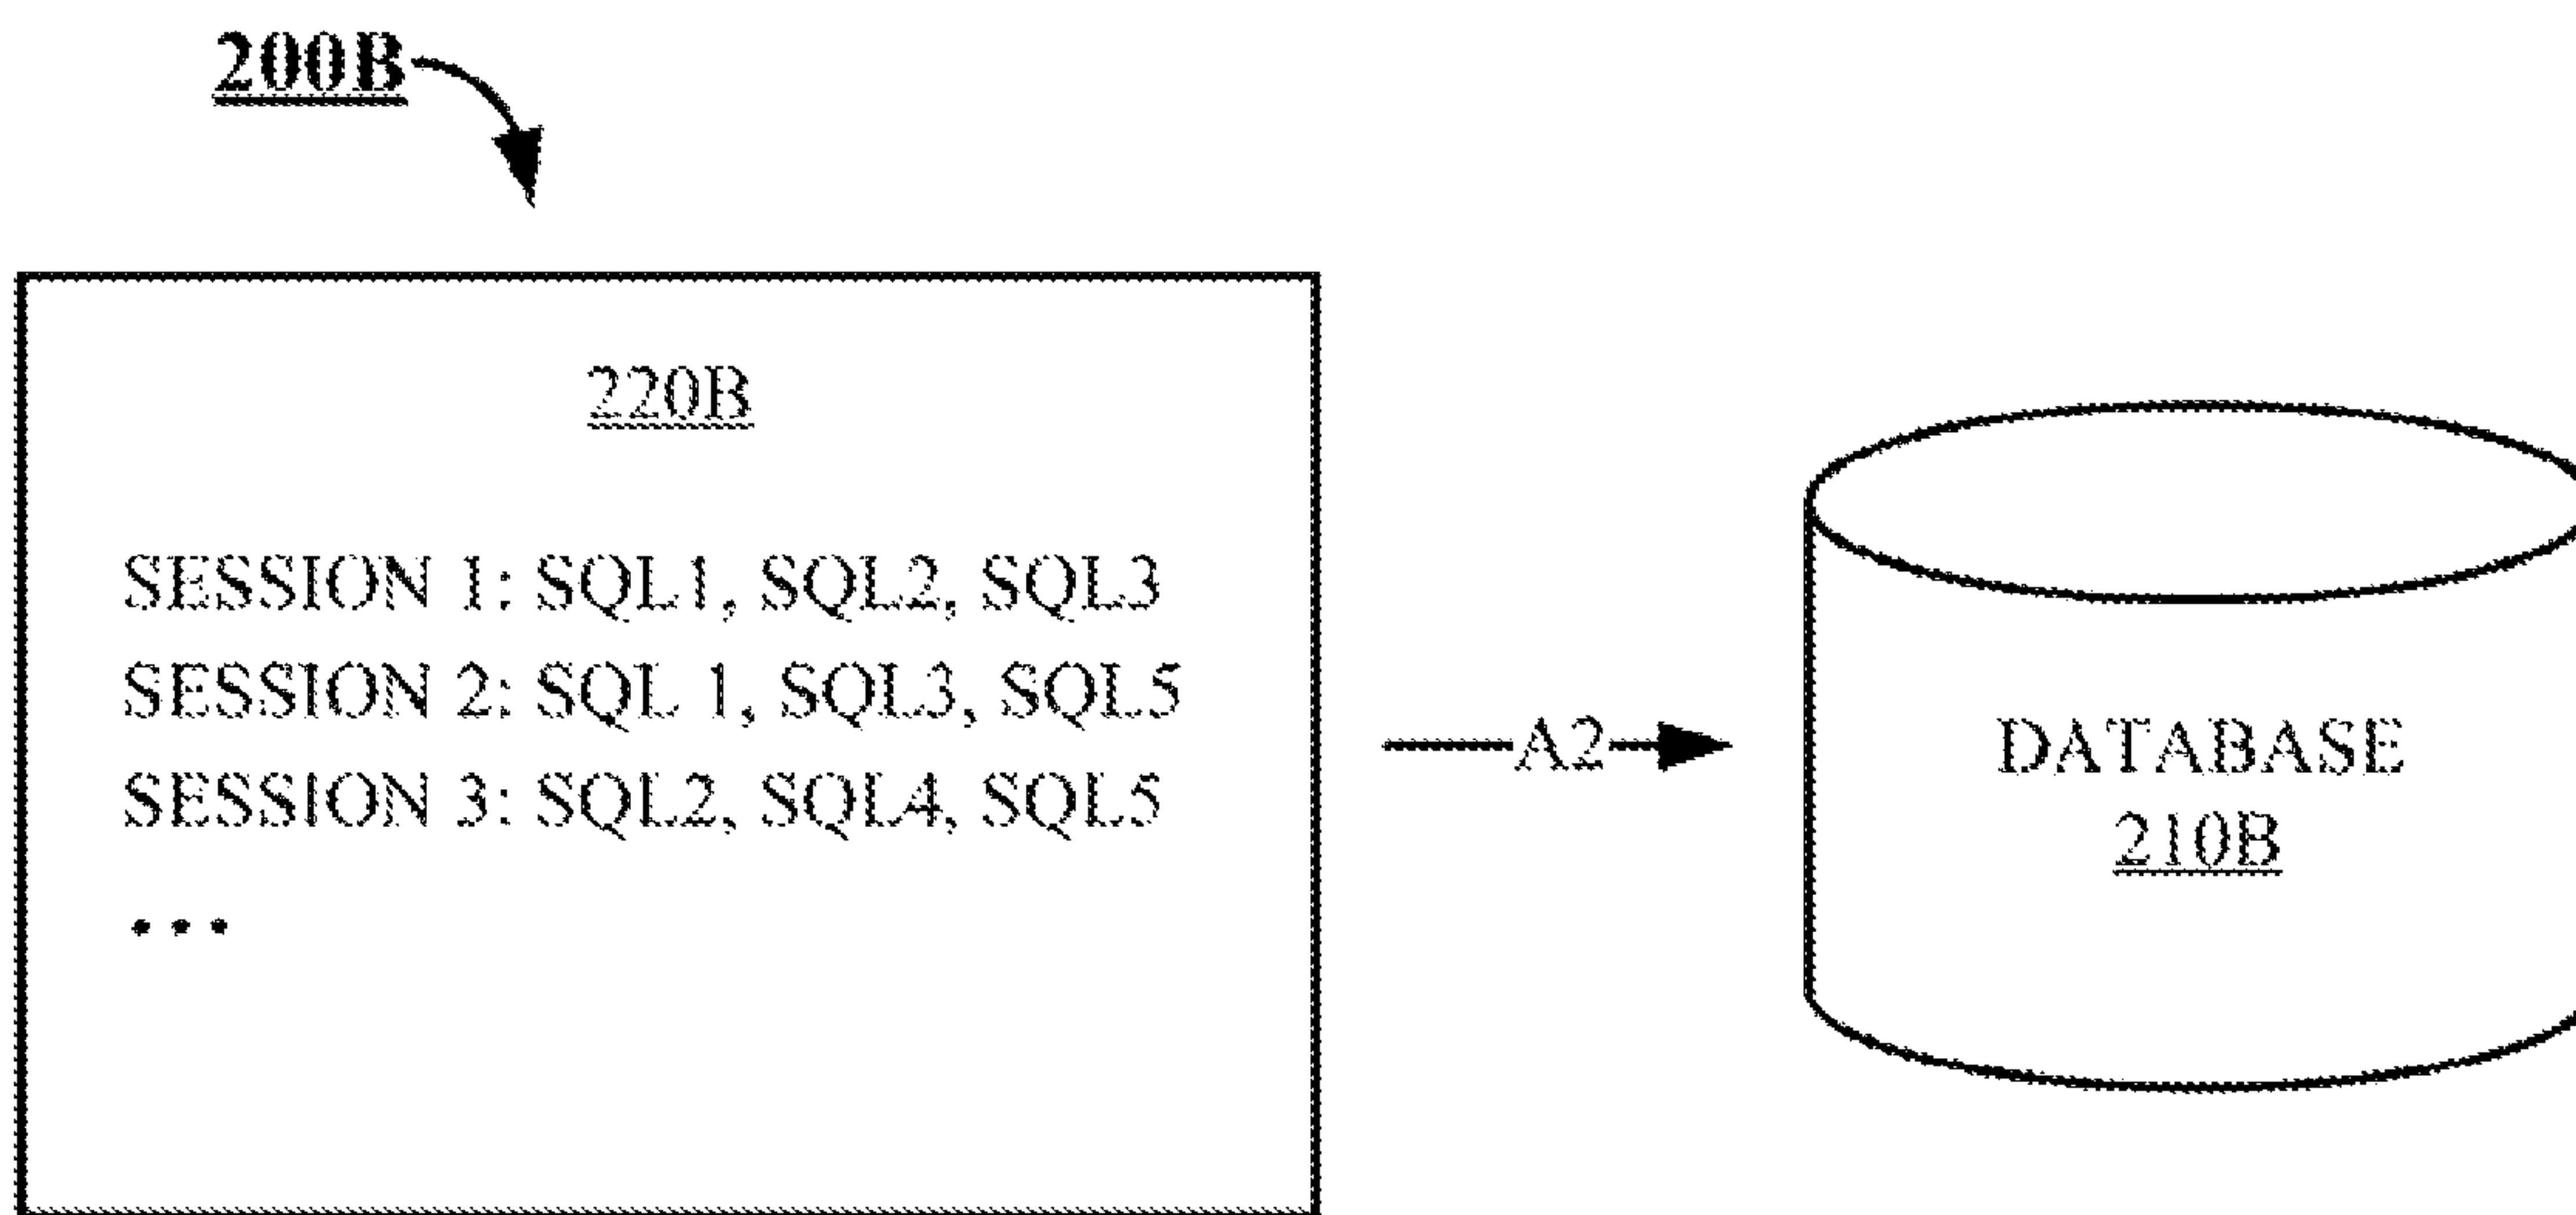 200B
220B
SESSION 1: SQL1, SQL2, SQL3
SESSION 2: SQL 1, SQL3, SQL5
SESSION 3: SQL2, SQL4, SQL5
...
A2
DATABASE
210B